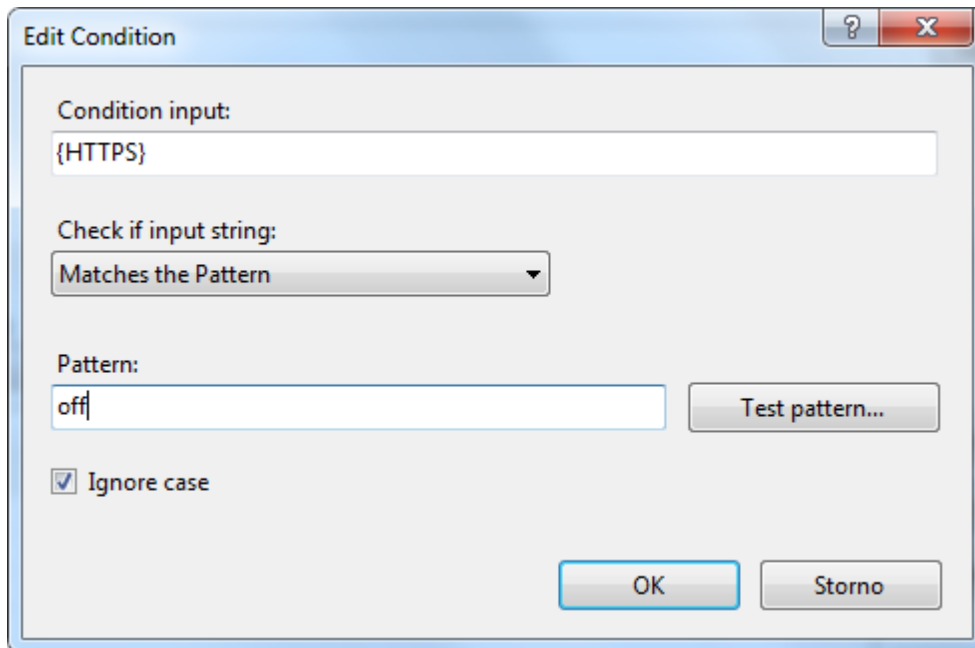 Edit Condition
Condition input:
{HTTPS}
Check if input string:
Matches the Pattern
Pattern:
off
Test pattern...
Ignore case
OK
Storno